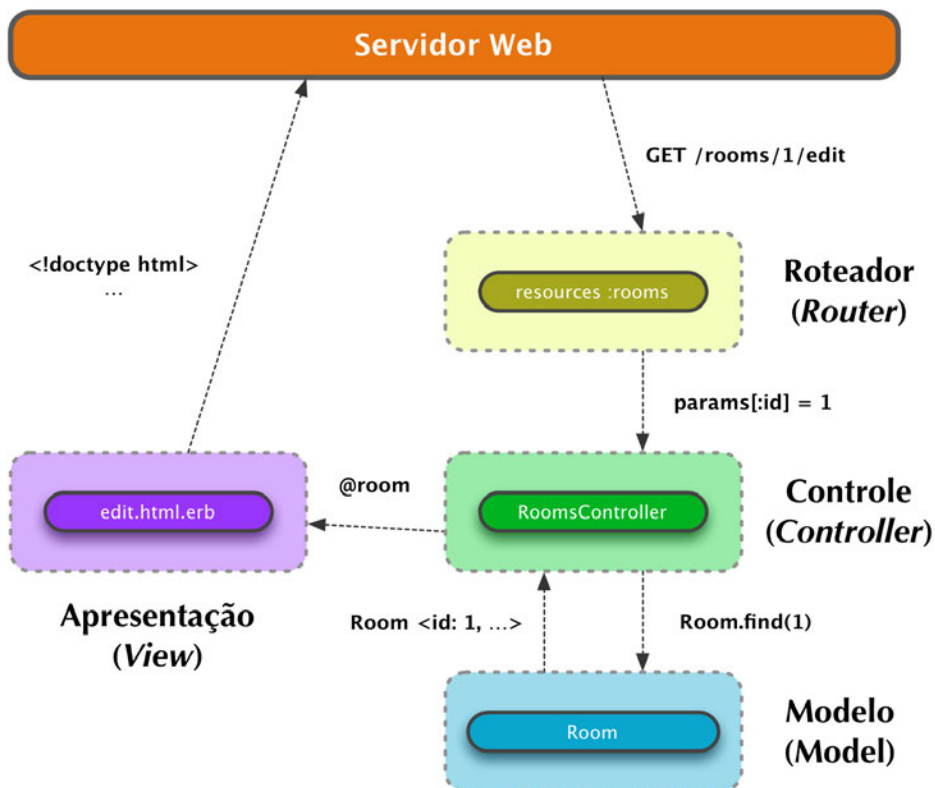 Servidor Web
GET /rooms/1/edit
<!doctype html>
...
resources :rooms
Roteador
(Router)
params[:id] = 1
@room
edit.html.erb
RoomsController
Controle
(Controller)
Apresentação
(View)
Room <id: 1, ...>
Room.find(1)
Room
Modelo
(Model)